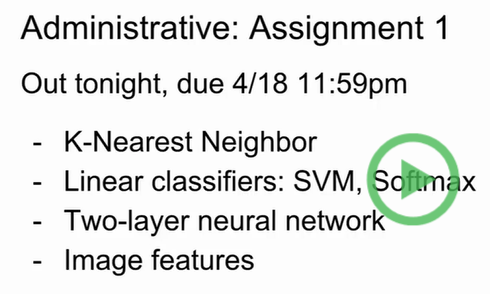 Administrative: Assignment 1
Out tonight, due 4/18 11:59pm
- K-Nearest Neighbor
- Linear classifiers: SVM, Softmax
- Two-layer neural network
- Image features